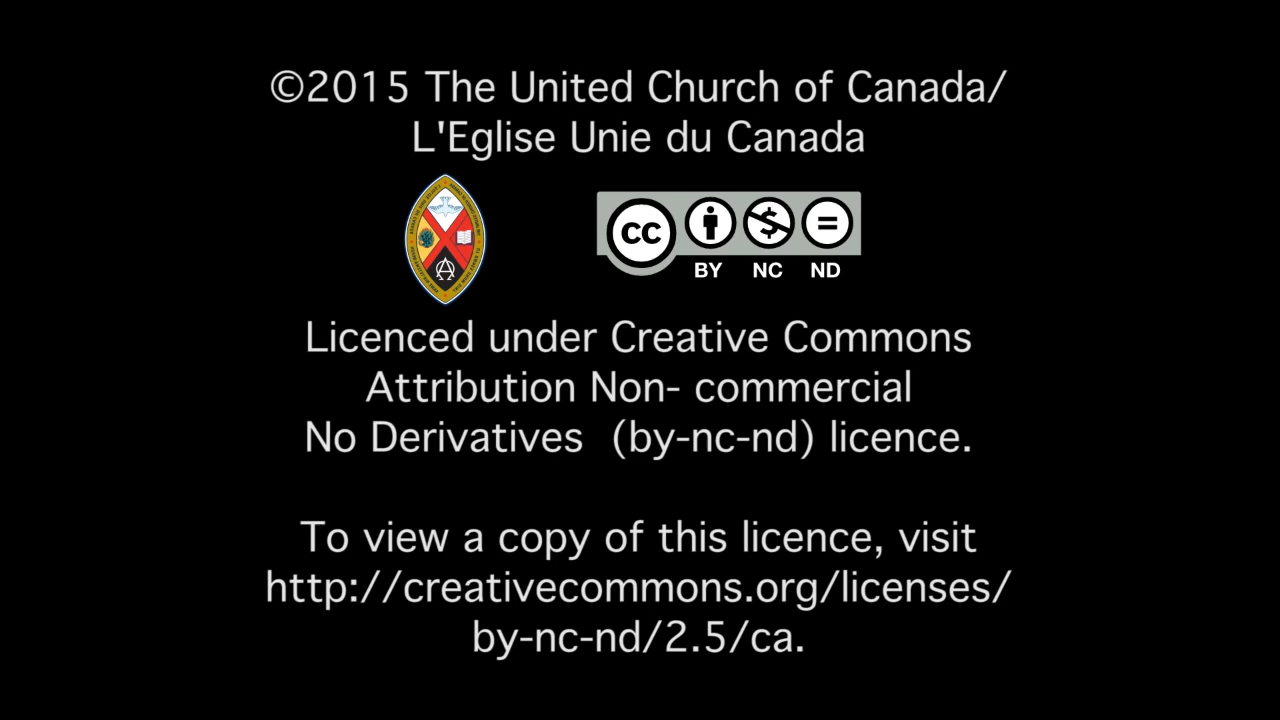 ©2015 The United Church of Canada/
L'Eglise Unie du Canada
cc
BY NC ND
Licenced under Creative Commons
Attribution Non- commercial
No Derivatives (by-nc-nd) licence.
To view a copy of this licence, visit
http://creativecommons.org/licenses/
by-nc-nd/2.5/ca.